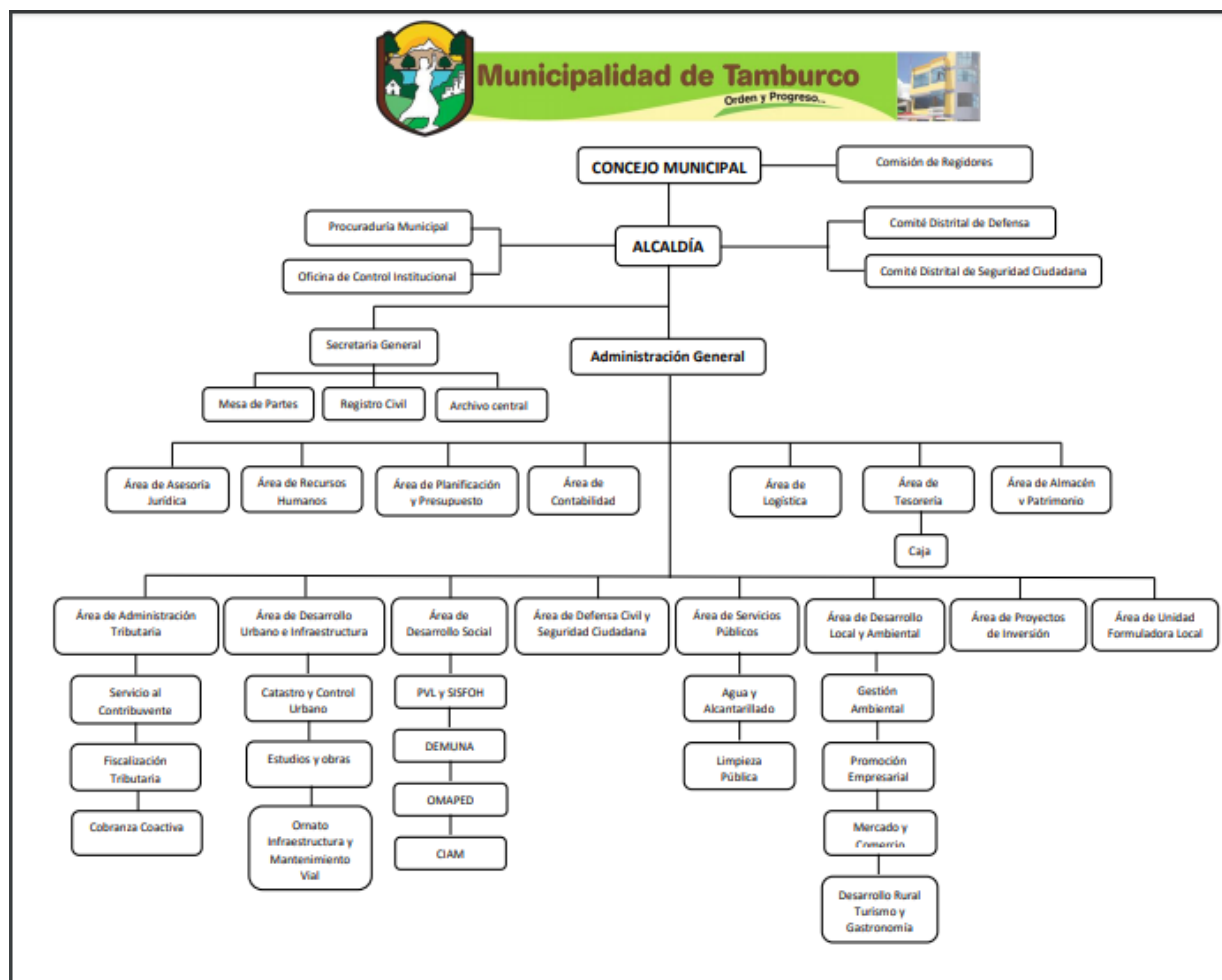 Municipalidad de Tamburco
Orden y Progreso...
CONCEJO MUNICIPAL
Comisión de Regidores
Procuraduría Municipal
Comité Distrital de Defensa
ALCALDÍA
Oficina de Control Institucional
Comité Distrital de Seguridad Ciudadana
Secretaria General
Administración General
Mesa de Partes
Registro Civil
Archivo central
Área de Asesoría
Jurídica
Área de Recursos
Humanos
Área de Planificación
y Presupuesto
Área de
Contabilidad
Área de
Logística
Área de
Tesorería
Área de Almacén
y Patrimonio
Caja
Área de Administración
Tributaria
Área de Desarrollo
Urbano e Infraestructura
Área de
Desarrollo Social
Área de Defensa Civil y
Seguridad Ciudadana
Área de Servicios
Públicos
Área de Desarrollo
Local y Ambiental
Área de Proyectos
de Inversión
Área de Unidad
Formuladora Local
Servicio al
Contribuyente
Catastro y Control
Urbano
PVL y SISFOH
Agua y
Alcantarillado
Gestión
Ambiental
Fiscalización
Tributaria
Estudios y obras
DEMUNA
Limpieza
Pública
Promoción
Empresarial
Cobranza Coactiva
Ornato
Infraestructura y
Mantenimiento
Vial
OMAPED
CIAM
Mercado y
Comercio
Desarrollo Rural
Turismo y
Gastronomía